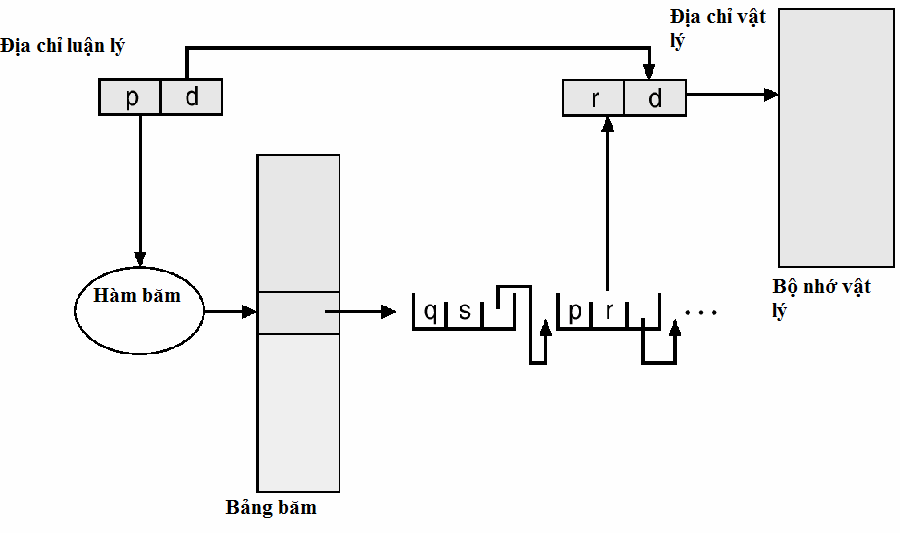 Địa chỉ luận lý
Địa chỉ vật
lý
p d
r d
Hàm băm
q s
p r ...
Bộ nhớ vật
lý
Bảng băm